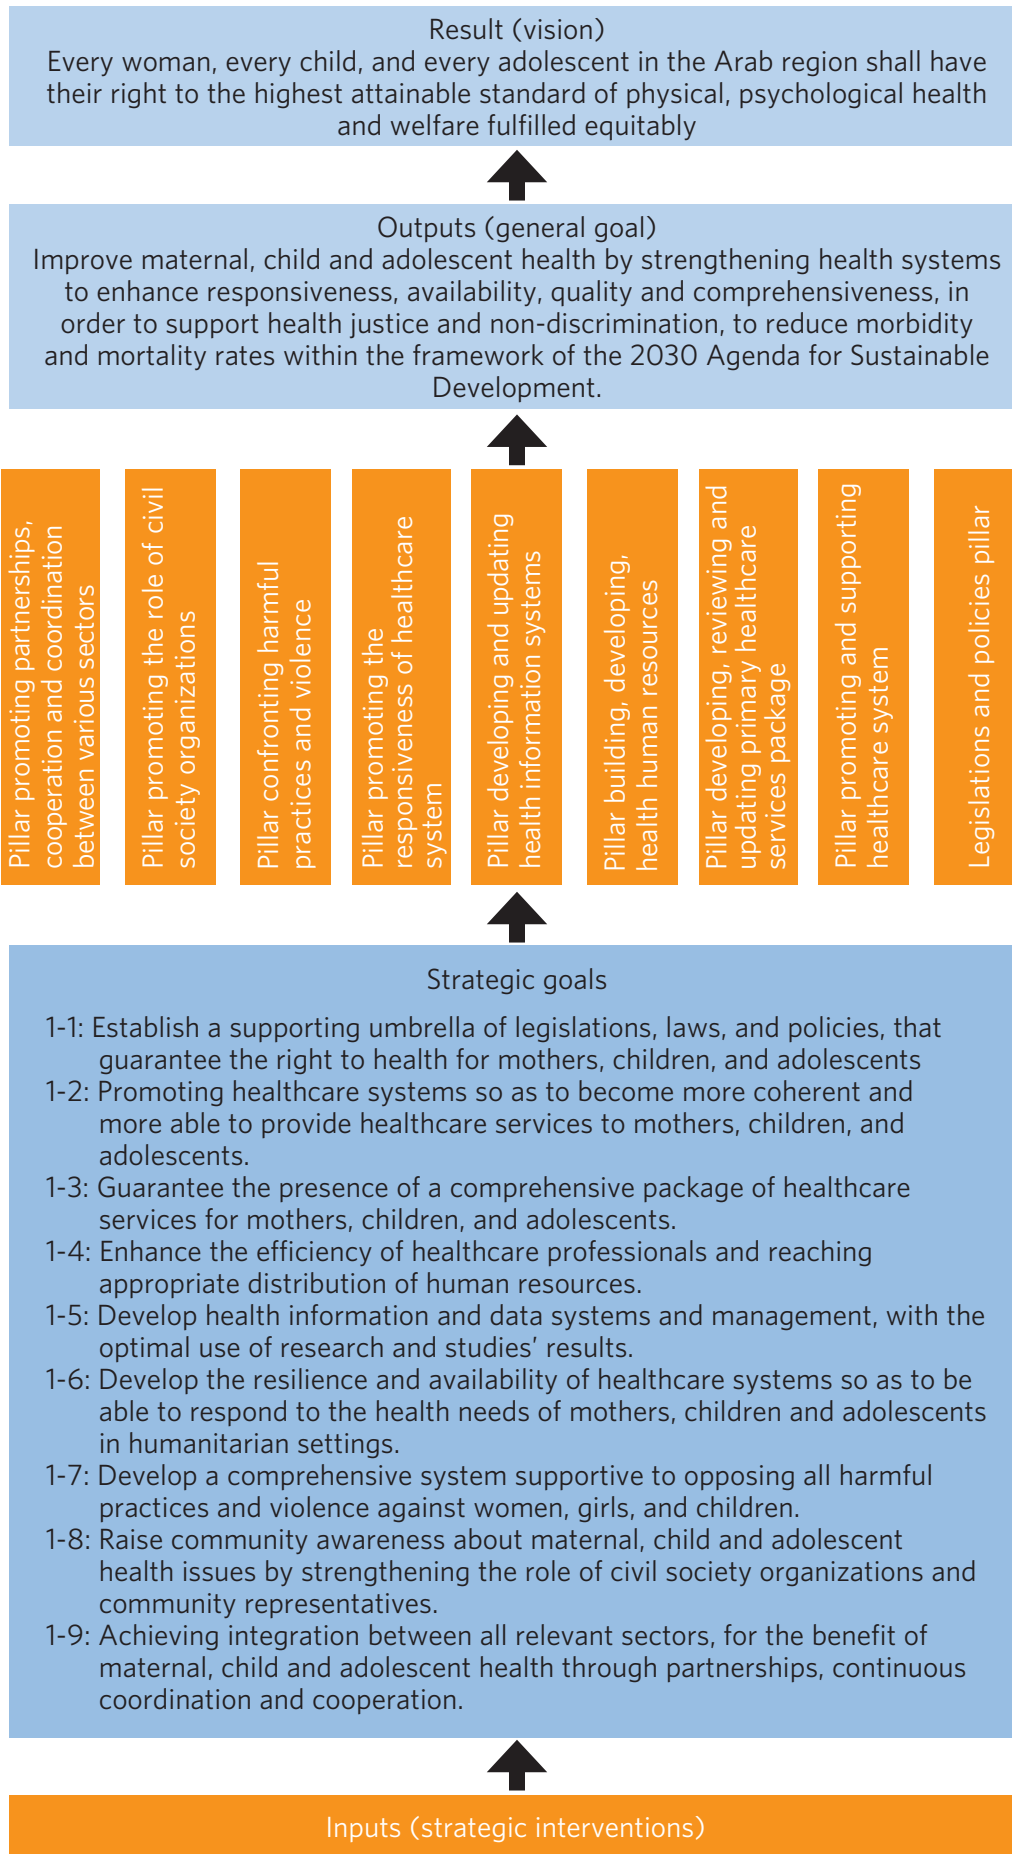 Result (vision)
Every woman, every child, and every adolescent in the Arab region shall have
their right to the highest attainable standard of physical, psychological health
and welfare fulfilled equitably
Outputs (general goal)
Improve maternal, child and adolescent health by strengthening health systems
to enhance responsiveness, availability, quality and comprehensiveness, in
order to support health justice and non-discrimination, to reduce morbidity
and mortality rates within the framework of the 2030 Agenda for Sustainable
Development.
Pillar promoting partnerships,
cooperation and coordination
between various sectors
Pillar promoting the role of civil
society organizations
Pillar confronting harmful
practices and violence
Pillar promoting the
responsiveness of healthcare
system
Pillar developing and updating
health information systems
Pillar building, developing,
health human resources
Pillar developing, reviewing and
updating primary healthcare
services package
Pillar promoting and supporting
healthcare system
Legislations and policies pillar
Strategic goals
1-1: Establish a supporting umbrella of legislations, laws, and policies, that
guarantee the right to health for mothers, children, and adolescents
1-2: Promoting healthcare systems so as to become more coherent and
more able to provide healthcare services to mothers, children, and
adolescents.
1-3: Guarantee the presence of a comprehensive package of healthcare
services for mothers, children, and adolescents.
1-4: Enhance the efficiency of healthcare professionals and reaching
appropriate distribution of human resources.
1-5: Develop health information and data systems and management, with the
optimal use of research and studies’ results.
1-6: Develop the resilience and availability of healthcare systems so as to be
able to respond to the health needs of mothers, children and adolescents
in humanitarian settings.
1-7: Develop a comprehensive system supportive to opposing all harmful
practices and violence against women, girls, and children.
1-8: Raise community awareness about maternal, child and adolescent
health issues by strengthening the role of civil society organizations and
community representatives.
1-9: Achieving integration between all relevant sectors, for the benefit of
maternal, child and adolescent health through partnerships, continuous
coordination and cooperation.
Inputs (strategic interventions)